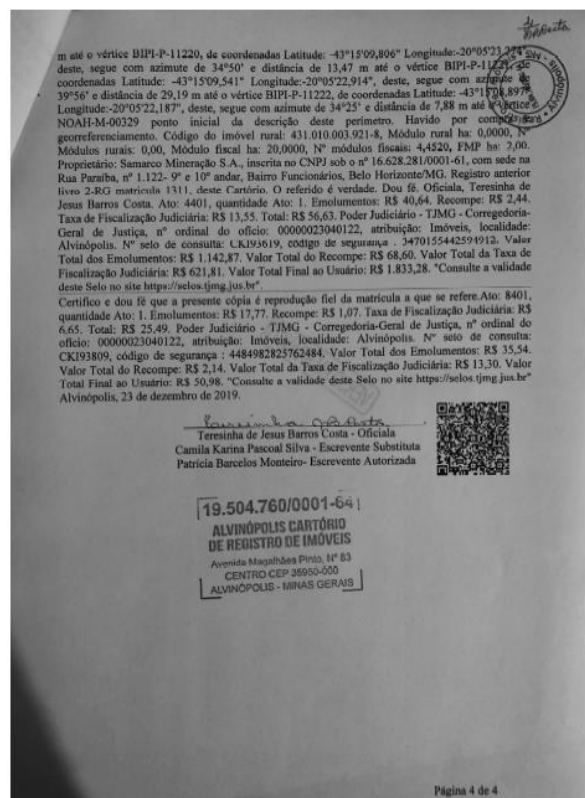 m até o vértice BIPI-P-11220, de coordenadas Latitude: -43°15'09,806" Longitude:-20°05'23,274"
deste, segue com azimute de 34°50' e distância de 13,47 m até o vértice BIPI-P-11221, de
coordenadas Latitude: -43°15'09,541" Longitude:-20°05'22,914", deste, segue com azimute de
39°56' e distância de 29,19 m até o vértice BIPI-P-11222, de coordenadas Latitude: -43°15'08,897"
Longitude:-20°05'22,187", deste, segue com azimute de 34°25' e distância de 7,88 m até o vértice
NOAH-M-00329 ponto inicial da descrição deste perímetro. Havido por compra e
georreferenciamento. Código do imóvel rural: 431.010.003.921-8, Módulo rural ha: 0,0000, Nº
Módulos rurais: 0,00, Módulo fiscal ha: 20,0000, Nº módulos fiscais: 4,4520, FMP ha: 2,00.
Proprietário: Samarco Mineração S.A., inscrita no CNPJ sob o nº 16.628.281/0001-61, com sede na
Rua Paraíba, n° 1.122- 9° e 10° andar, Bairro Funcionários, Belo Horizonte/MG. Registro anterior
livro 2-RG matrícula 1311, deste Cartório. O referido é verdade. Dou fé. Oficiala, Teresinha de
Jesus Barros Costa. Ato: 4401, quantidade Ato: 1. Emolumentos: R$ 40,64. Recompe: R$ 2,44.
Taxa de Fiscalização Judiciária: R$ 13,55. Total: R$ 56,63. Poder Judiciário - TJMG - Corregedoria-
Geral de Justiça, nº ordinal do ofício: 00000023040122, atribuição: Imóveis, localidade:
Alvinópolis. Nº selo de consulta: CKI93619, código de segurança : 3470155442594912. Valor
Total dos Emolumentos: R$ 1.142,87. Valor Total do Recompe: R$ 68,60. Valor Total da Taxa de
Fiscalização Judiciária: R$ 621,81. Valor Total Final ao Usuário: R$ 1.833,28. "Consulte a validade
deste Selo no site https://selos.tjmg.jus.br".
Certifico e dou fé que a presente cópia é reprodução fiel da matrícula a que se refere.Ato: 8401,
quantidade Ato: 1. Emolumentos: R$ 17,77. Recompe: R$ 1,07. Taxa de Fiscalização Judiciária: R$
6,65. Total: R$ 25,49. Poder Judiciário - TJMG - Corregedoria-Geral de Justiça, nº ordinal do
ofício: 00000023040122, atribuição: Imóveis, localidade: Alvinópolis. Nº selo de consulta:
CKI93809, código de segurança : 4484982825762484. Valor Total dos Emolumentos: R$ 35,54.
Valor Total do Recompe: R$ 2,14. Valor Total da Taxa de Fiscalização Judiciária: R$ 13,30. Valor
Total Final ao Usuário: R$ 50,98. "Consulte a validade deste Selo no site https://selos.tjmg.jus.br"
Alvinópolis, 23 de dezembro de 2019.
Teresinha de Jesus Barros Costa - Oficiala
Camila Karina Pascoal Silva - Escrevente Substituta
Patrícia Barcelos Monteiro- Escrevente Autorizada
19.504.760/0001-64
ALVINÓPOLIS CARTÓRIO
DE REGISTRO DE IMÓVEIS
Avenida Magalhães Pinto, Nº 83
CENTRO CEP 35950-000
ALVINÓPOLIS - MINAS GERAIS
Página 4 de 4